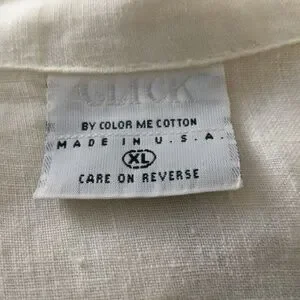 CLICK
BY COLOR ME COTTON
MADE IN U.S.A.
XL
CARE ON REVERSE